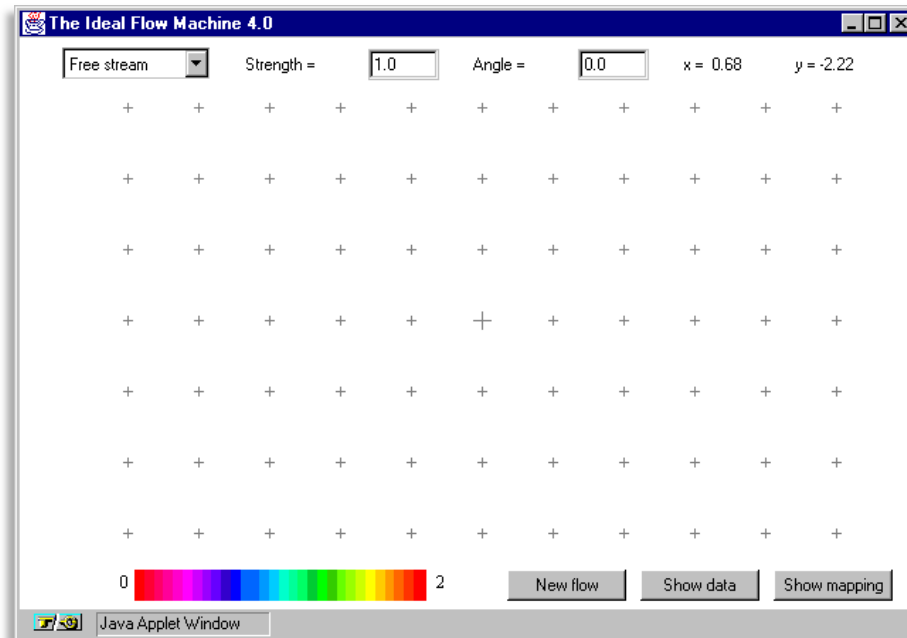 The Ideal Flow Machine 4.0
Free stream Strength = 1.0 Angle = 0.0 x = 0.68 y = -2.22
0 2 New flow Show data Show mapping
Java Applet Window